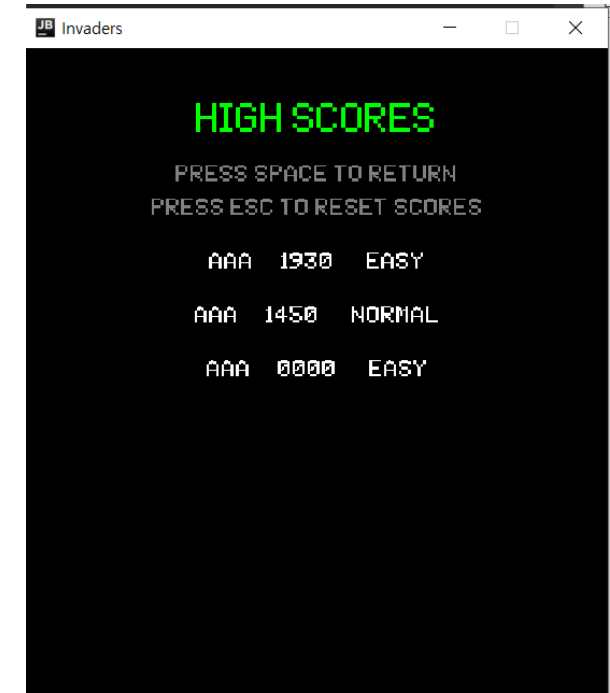 JB Invaders
HIGH SCORES
PRESS SPACE TO RETURN
PRESS ESC TO RESET SCORES
AAA 1930 EASY
AAA 1450 NORMAL
AAA 0000 EASY